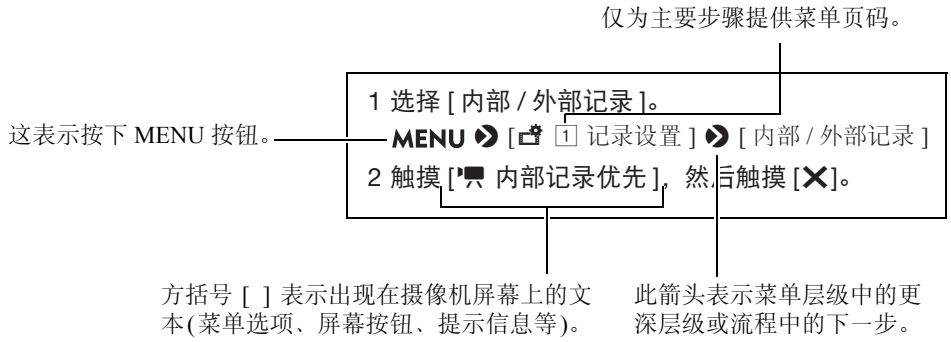 仅为主要步骤提供菜单页码。
1 选择 [ 内部 / 外部记录 ]。
这表示按下 MENU 按钮。
MENU [ 1 记录设置 ] [ 内部 / 外部记录 ]
2 触摸 [ 内部记录优先 ]，然后触摸 [✕]。
方括号 [ ] 表示出现在摄像机屏幕上的文
本(菜单选项、屏幕按钮、提示信息等)。
此箭头表示菜单层级中的更
深层级或流程中的下一步。